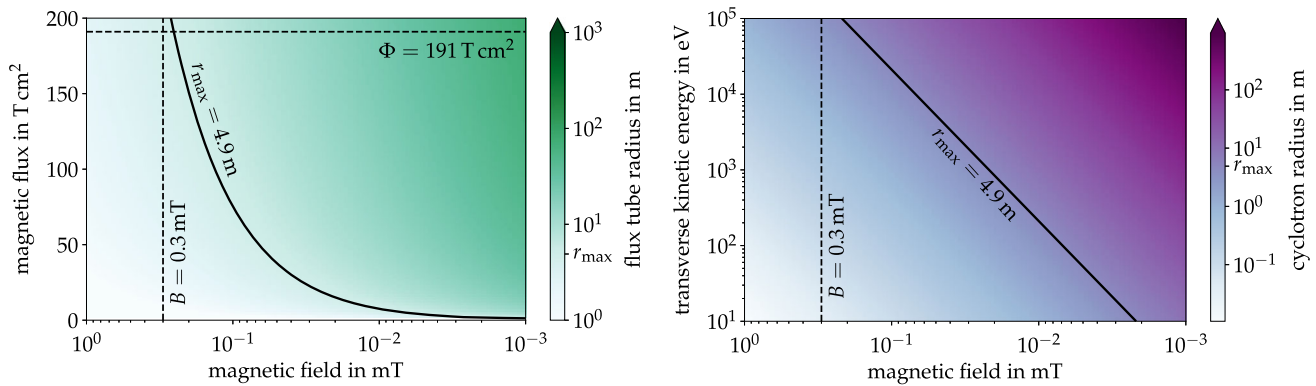 200
150
100
50
0
magnetic flux in T cm²
10⁰
10⁻¹
10⁻²
10⁻³
magnetic field in mT
Φ = 191 T cm²
r_max = 4.9 m
B = 0.3 mT
10³
10²
10¹
r_max
10⁰
flux tube radius in m
10⁵
10⁴
10³
10²
10¹
transverse kinetic energy in eV
10⁰
10⁻¹
10⁻²
10⁻³
magnetic field in mT
r_max = 4.9 m
B = 0.3 mT
10²
10¹
r_max
10⁰
10⁻¹
cyclotron radius in m